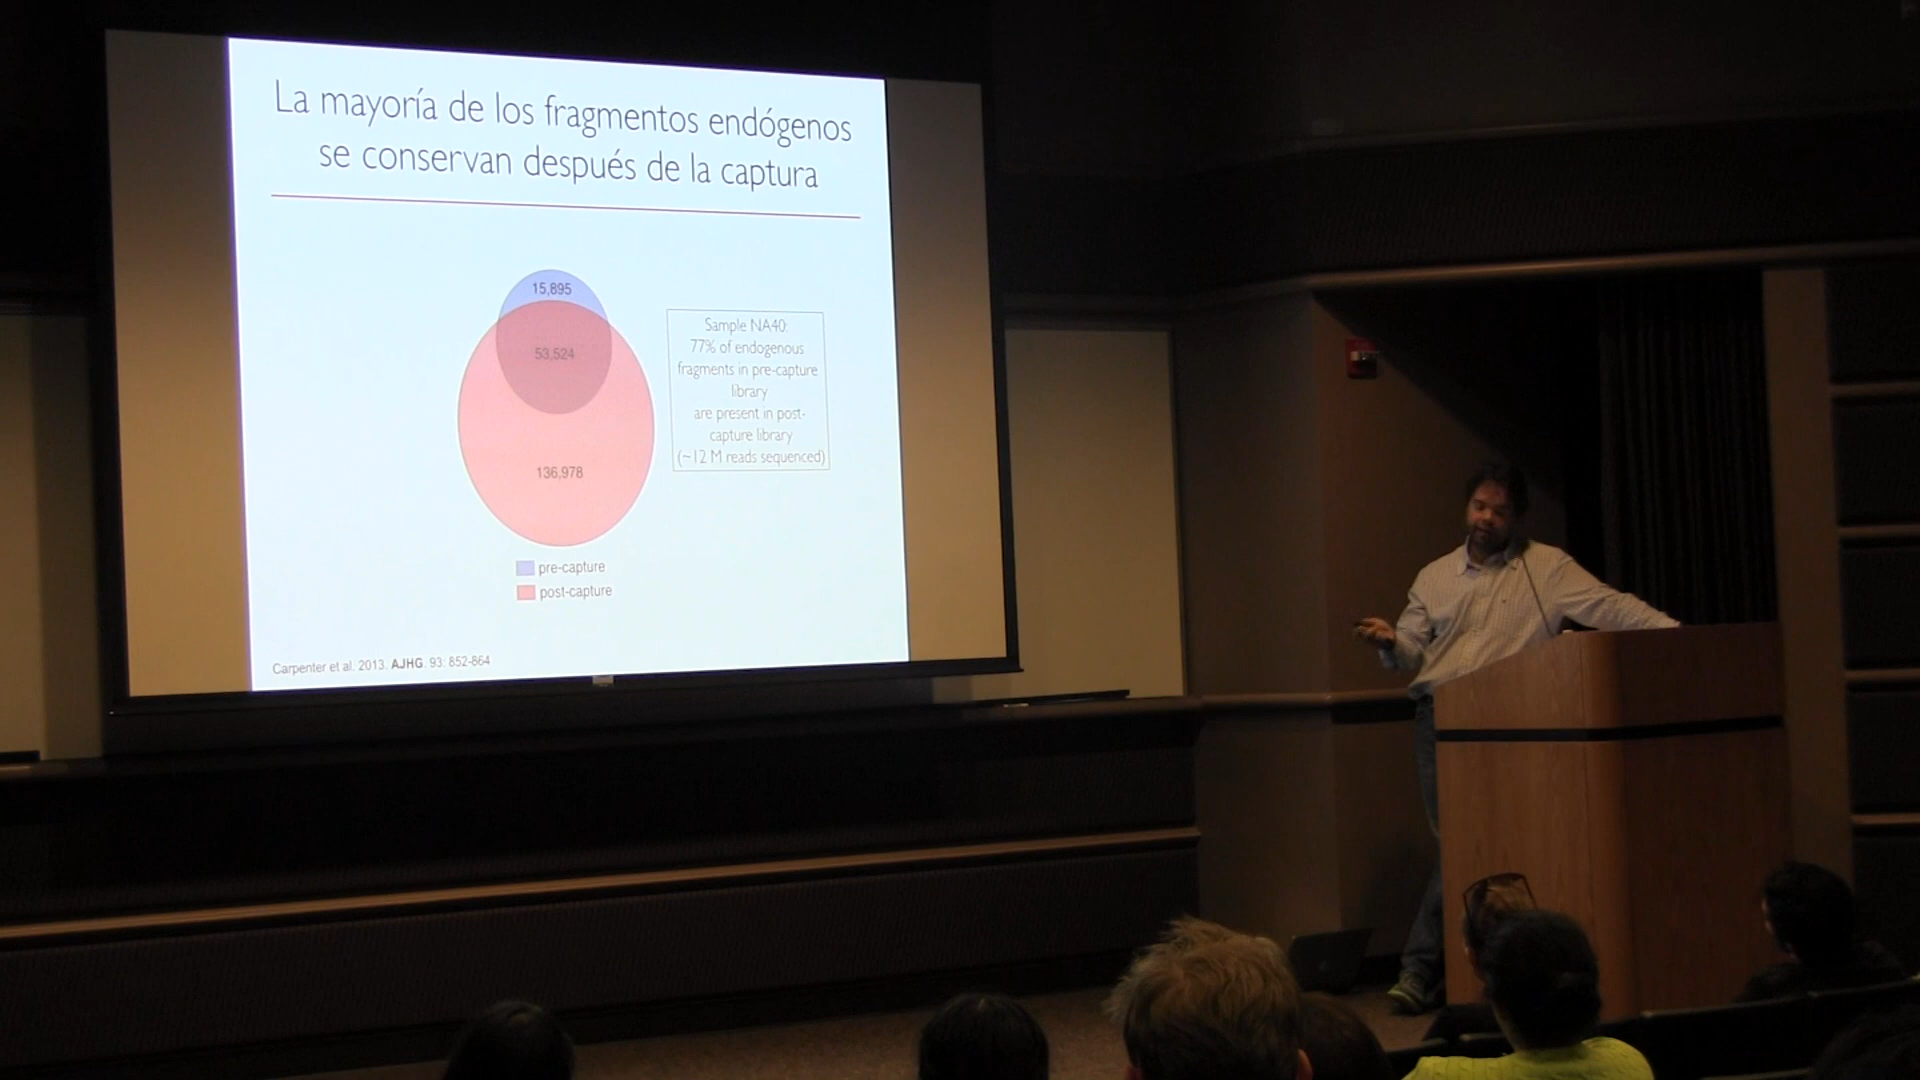 La mayoría de los fragmentos endógenos
se conservan después de la captura
15,895
53,524
136,978
Sample NA40:
77% of endogenous
fragments in pre-capture
library
are present in post-
capture library
(~12 M reads sequenced)
pre-capture
post-capture
Carpenter et al. 2013. AJHG. 93: 852-864